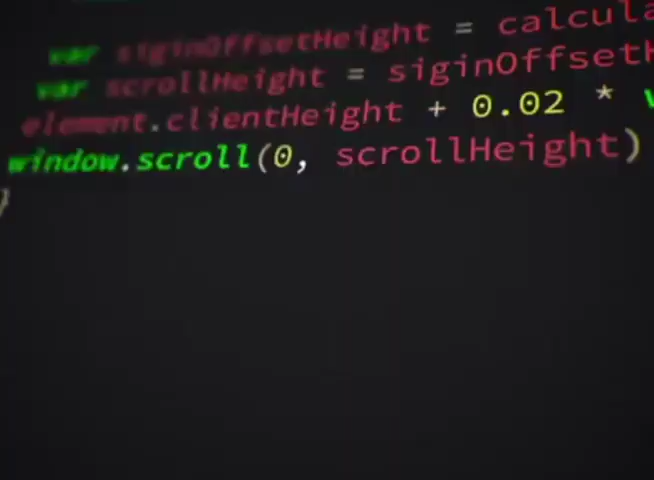 var siginOffsetHeight = calcula
var scrollHeight = siginOffsetH
element.clientHeight + 0.02 *
window.scroll(0, scrollHeight)
}